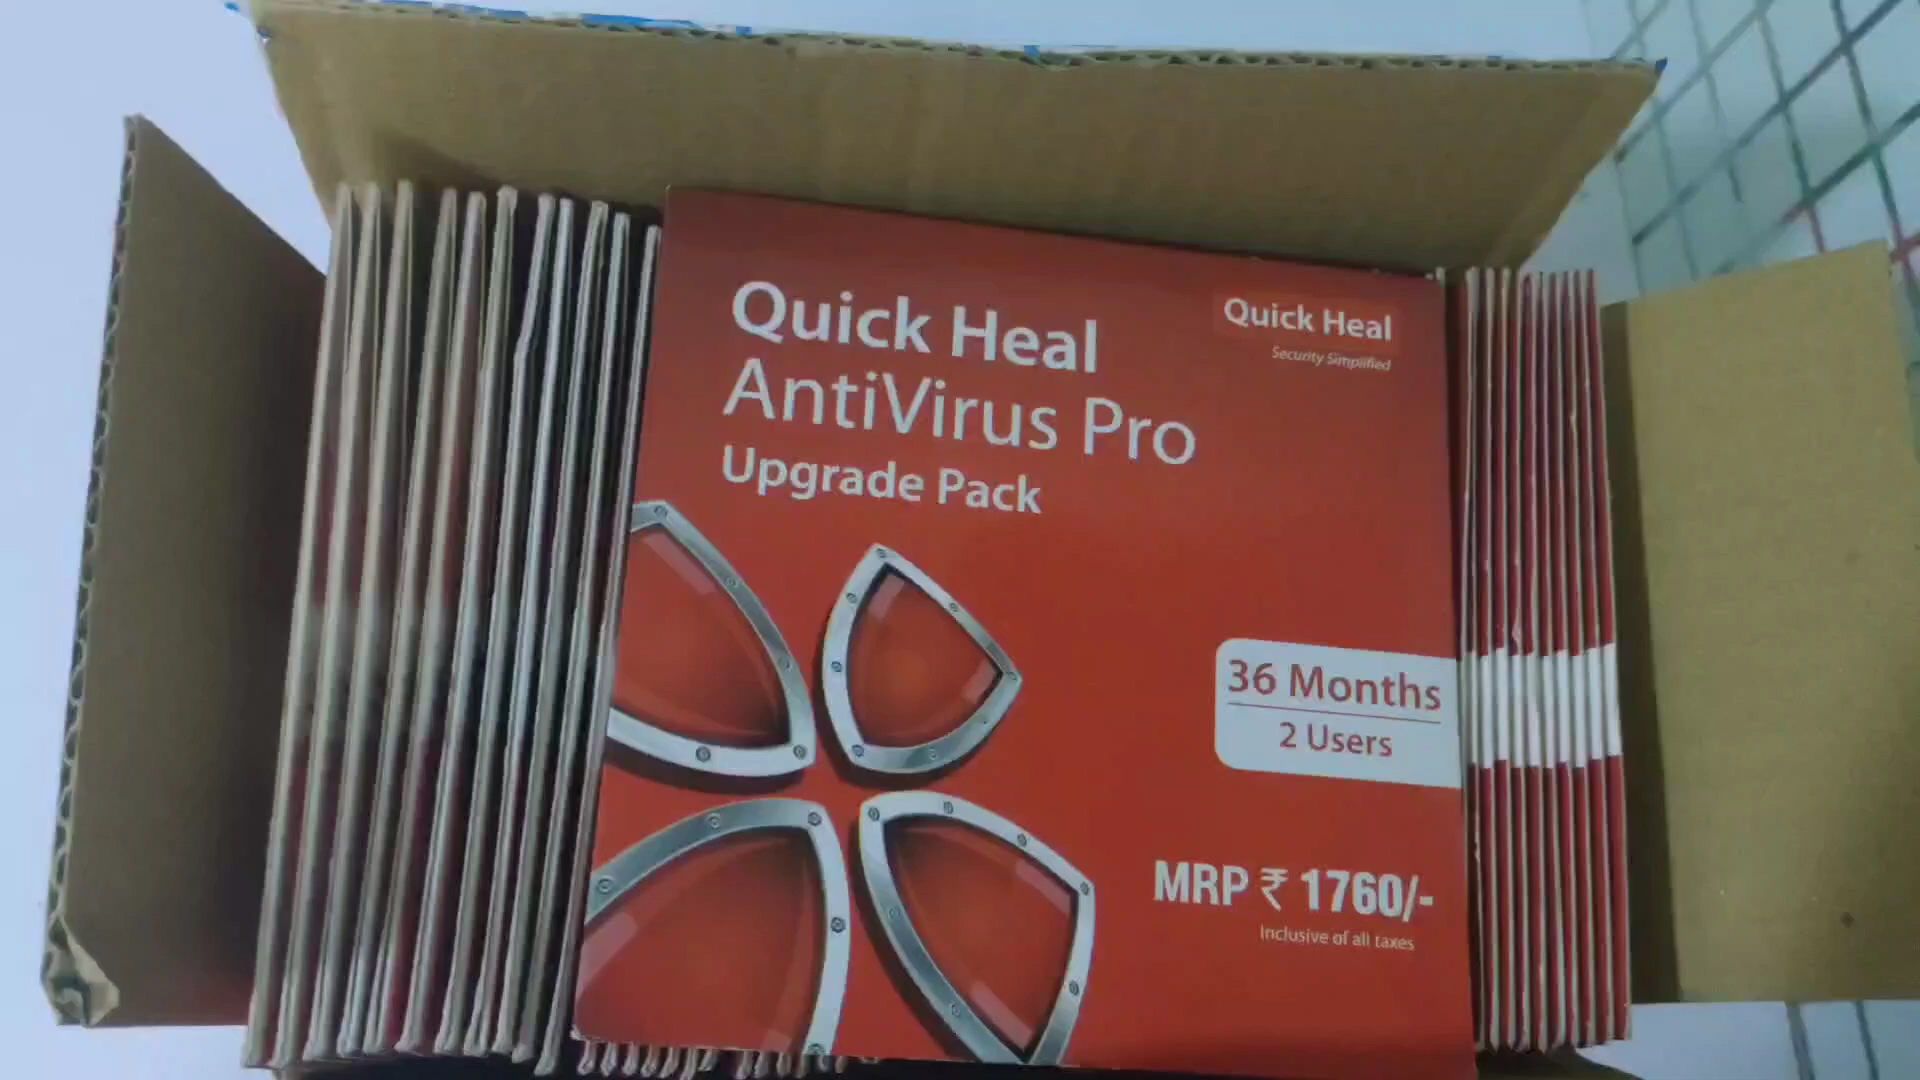 Quick Heal
AntiVirus Pro
Upgrade Pack
Quick Heal
Security Simplified
36 Months
2 Users
MRP ₹ 1760/-
Inclusive of all taxes